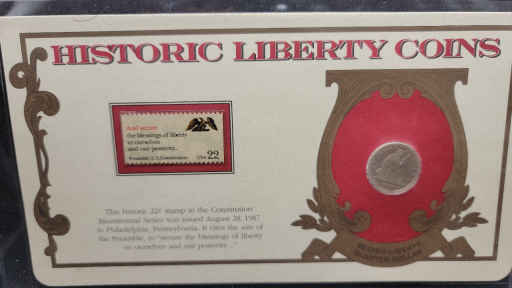 HISTORIC LIBERTY COINS
And secure
the blessings of liberty
to ourselves
and our posterity.
Preamble, U.S. Constitution USA 22
This historic 22¢ stamp in the Constitution
Bicentennial Series was issued August 28, 1987
in Philadelphia, Pennsylvania. It cites the aim of
the Preamble, to "secure the blessings of liberty
to ourselves and our posterity..."
QUARTER DOLLAR